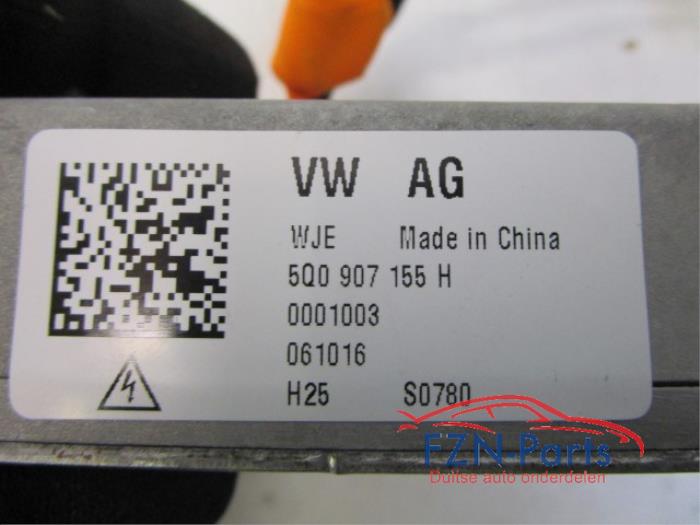 VW AG
WJE Made in China
5Q0 907 155 H
0001003
061016
H25 S0780
FZN-Parts
Duitse auto onderdelen